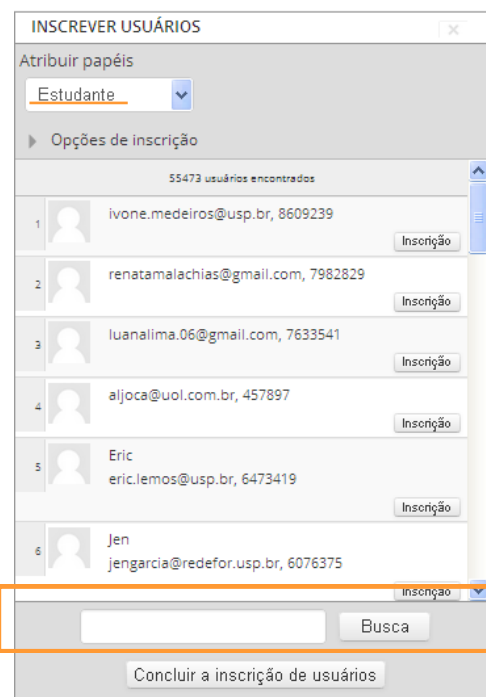 INSCREVER USUÁRIOS
Atribuir papéis
Estudante
Opções de inscrição
55473 usuários encontrados
1
ivone.medeiros@usp.br, 8609239
Inscrição
2
renatamalachias@gmail.com, 7982829
Inscrição
3
luanalima.06@gmail.com, 7633541
Inscrição
4
aljoca@uol.com.br, 457897
Inscrição
5
Eric
eric.lemos@usp.br, 6473419
Inscrição
6
Jen
jengarcia@redefor.usp.br, 6076375
Inscrição
Busca
Concluir a inscrição de usuários